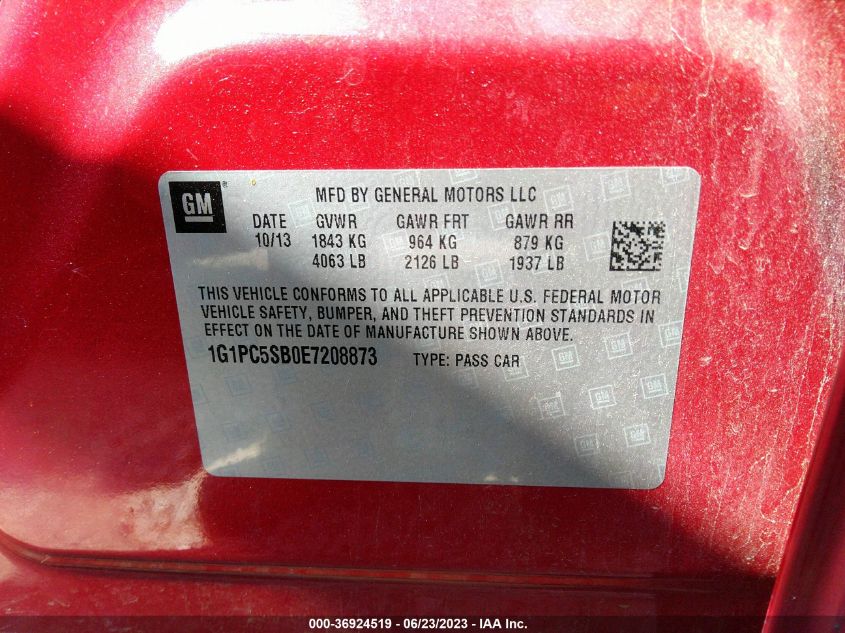 GM
MFD BY GENERAL MOTORS LLC
DATE GVWR GAWR FRT GAWR RR
10/13 1843 KG 964 KG 879 KG
4063 LB 2126 LB 1937 LB
THIS VEHICLE CONFORMS TO ALL APPLICABLE U.S. FEDERAL MOTOR
VEHICLE SAFETY, BUMPER, AND THEFT PREVENTION STANDARDS IN
EFFECT ON THE DATE OF MANUFACTURE SHOWN ABOVE.
1G1PC5SB0E7208873 TYPE: PASS CAR
000-36924519 - 06/23/2023 - IAA Inc.